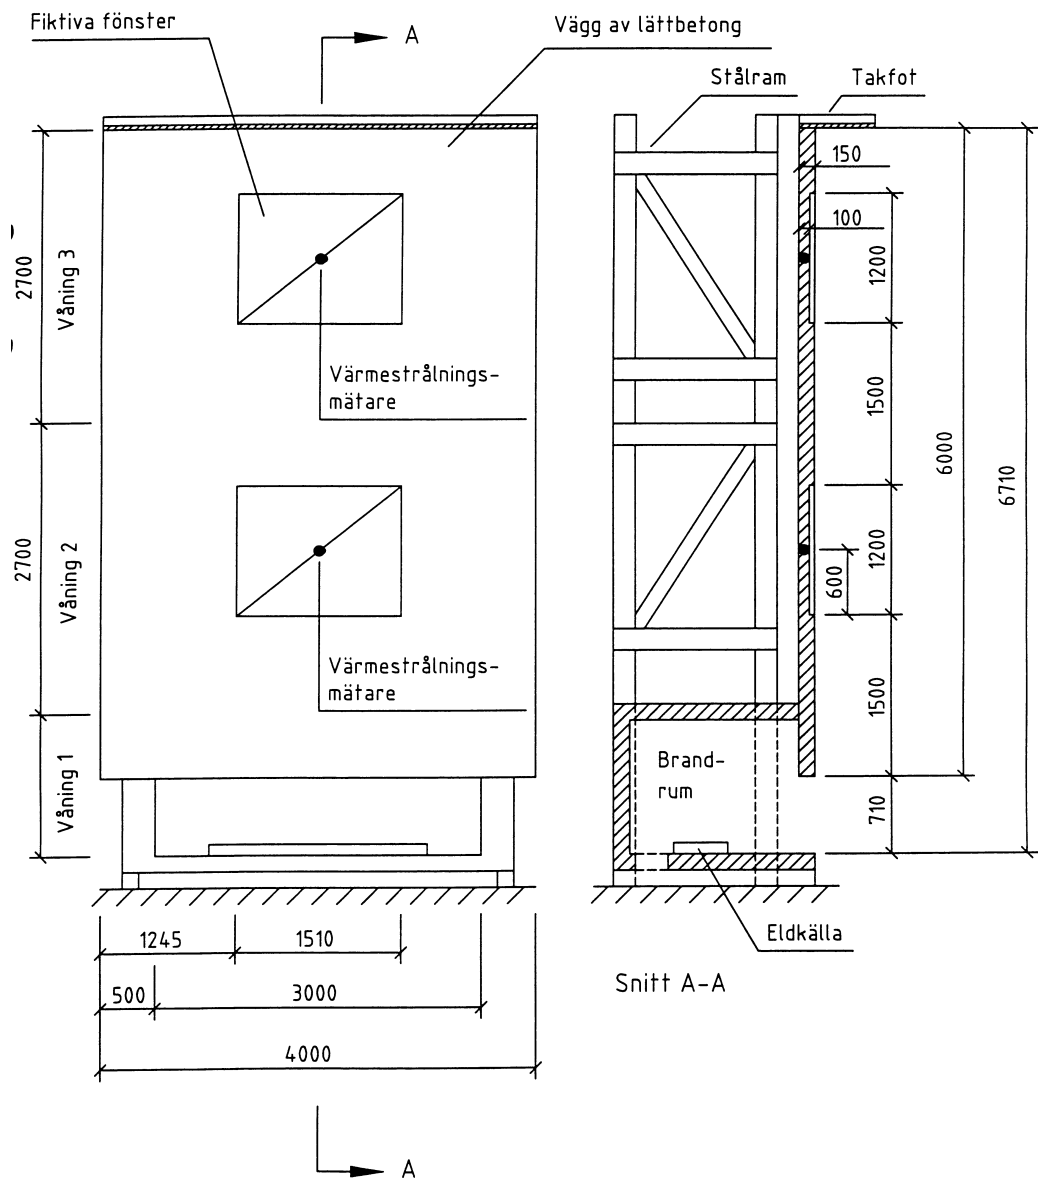 Fiktiva fönster
A
Vägg av lättbetong
Stålram
Takfot
2700
Våning 3
2700
Våning 2
Våning 1
Värmestrålnings-
mätare
Värmestrålnings-
mätare
150
100
1200
1500
1200
600
1500
710
6000
6710
Brand-
rum
Eldkälla
Snitt A-A
1245
1510
500
3000
4000
A